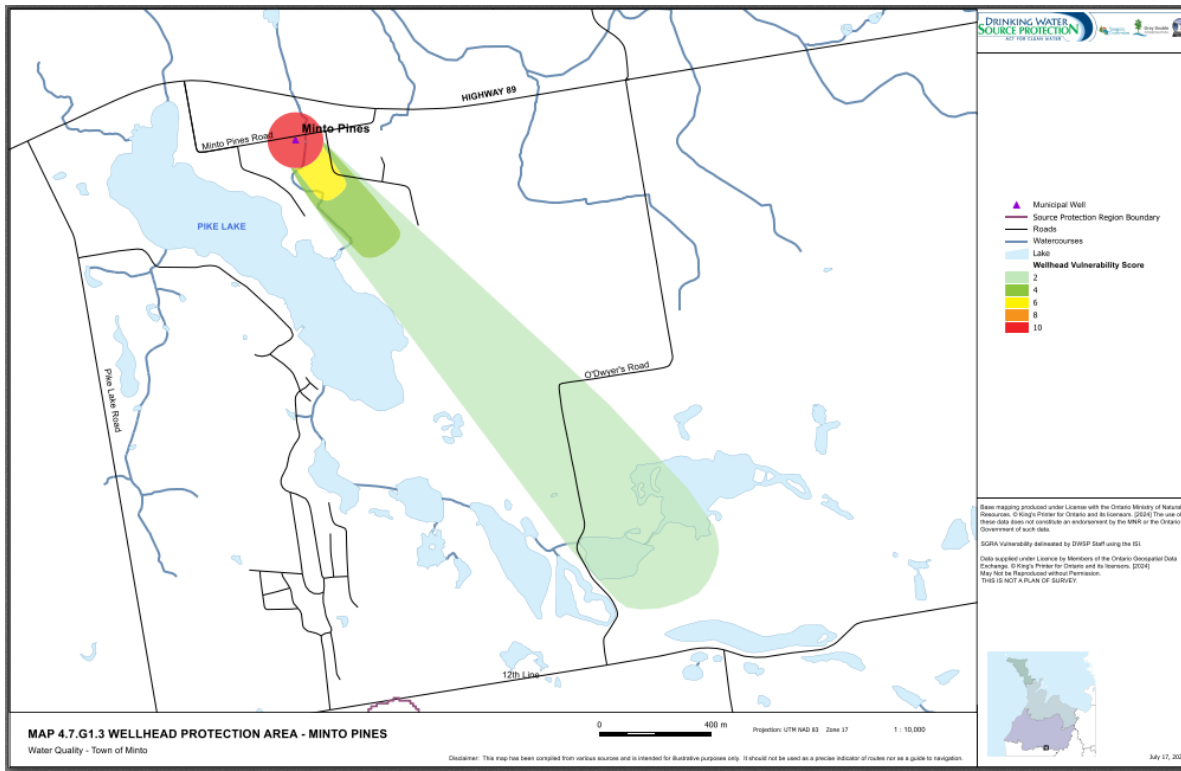 DRINKING WATER
SOURCE PROTECTION
ACT FOR CLEAN WATER
HIGHWAY 89
Minto Pines
Minto Pines Road
PIKE LAKE
Pike Lake Road
O'Dwyer's Road
12th Line
Municipal Well
Source Protection Region Boundary
Roads
Watercourses
Lake
Wellhead Vulnerability Score
2
4
6
8
10
Base mapping produced under License with the Ontario Ministry of Natural
Resources. © King's Printer for Ontario and its licensors. [2024] The use of
these data does not constitute an endorsement by the MNR or the Ontario
Government of such data.
SGRA Vulnerability delineated by DWSP Staff using the ISI.
Data supplied under Licence by Members of the Ontario Geospatial Data
Exchange. © King's Printer for Ontario and its licensors. [2024]
May Not be Reproduced without Permission.
THIS IS NOT A PLAN OF SURVEY.
MAP 4.7.G1.3 WELLHEAD PROTECTION AREA - MINTO PINES
Water Quality - Town of Minto
0 400 m
Projection: UTM NAD 83 Zone 17
1 : 10,000
Disclaimer: This map has been compiled from various sources and is intended for illustrative purposes only. It should not be used as a precise indicator of routes nor as a guide to navigation.
July 17, 202